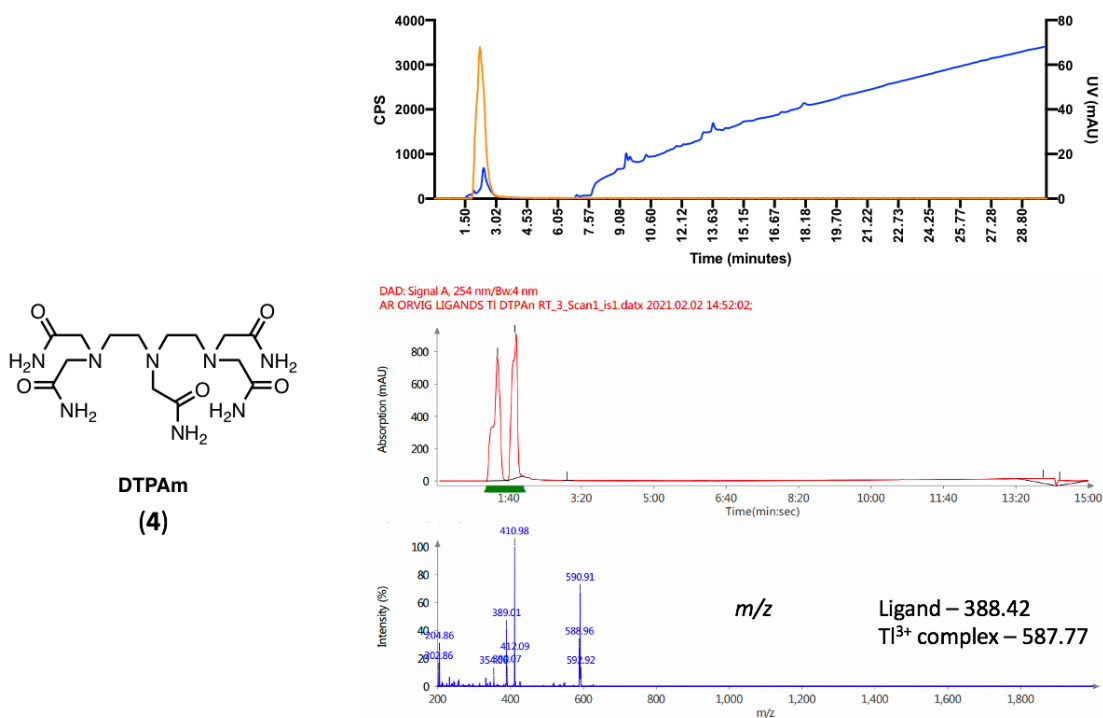 4000
3000
2000
1000
0
CPS
80
60
40
20
0
UV (mAU)
1.50 3.02 4.53 6.05 7.57 9.08 10.60 12.12 13.63 15.15 16.67 18.18 19.70 21.22 22.73 24.25 25.77 27.28 28.80
Time (minutes)
O O
H2N N N N NH2
O O O
NH2 H2N
NH2
DTPAm
(4)
DAD: Signal A, 254 nm/Bw:4 nm
AR ORVIG LIGANDS Tl DTPAn RT_3_Scan1_is1.datx 2021.02.02 14:52:02;
800
600
400
200
0
Absorption (mAU)
1:40 3:20 5:00 6:40 8:20 10:00 11:40 13:20 15:00
Time(min:sec)
100
80
60
40
20
0
Intensity (%)
410.98
590.91
389.01
588.96
204.86
412.09
202.86
592.92
200 400 600 800 1,000 1,200 1,400 1,600 1,800
m/z
m/z
Ligand – 388.42
Tl3+ complex – 587.77